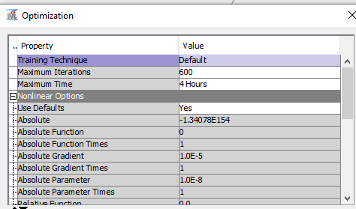 Optimization
.. Property Value
Training Technique Default
Maximum Iterations 600
Maximum Time 4 Hours
Nonlinear Options
Use Defaults Yes
Absolute -1.34078E154
Absolute Function 0
Absolute Function Times 1
Absolute Gradient 1.0E-5
Absolute Gradient Times 1
Absolute Parameter 1.0E-8
Absolute Parameter Times 1
Relative Function 0.0